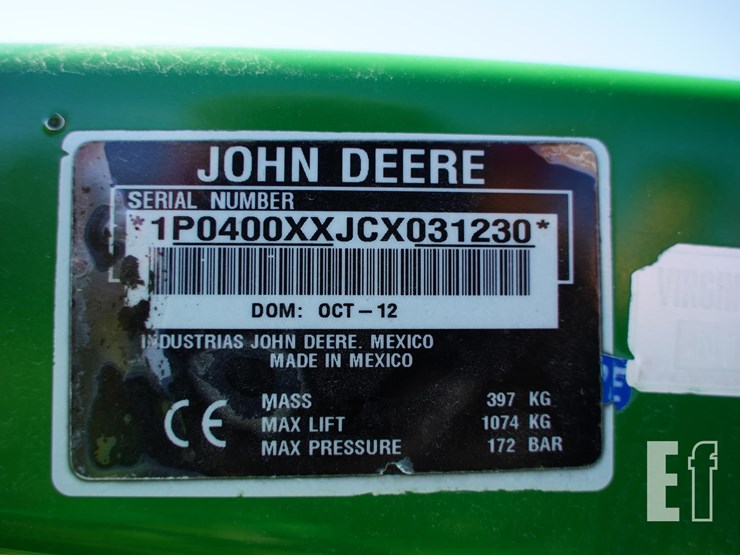 JOHN DEERE
SERIAL NUMBER
*1P0400XXJCX031230*
DOM: OCT-12
INDUSTRIAS JOHN DEERE. MEXICO
MADE IN MEXICO
MASS 397 KG
MAX LIFT 1074 KG
MAX PRESSURE 172 BAR
CE
Ef